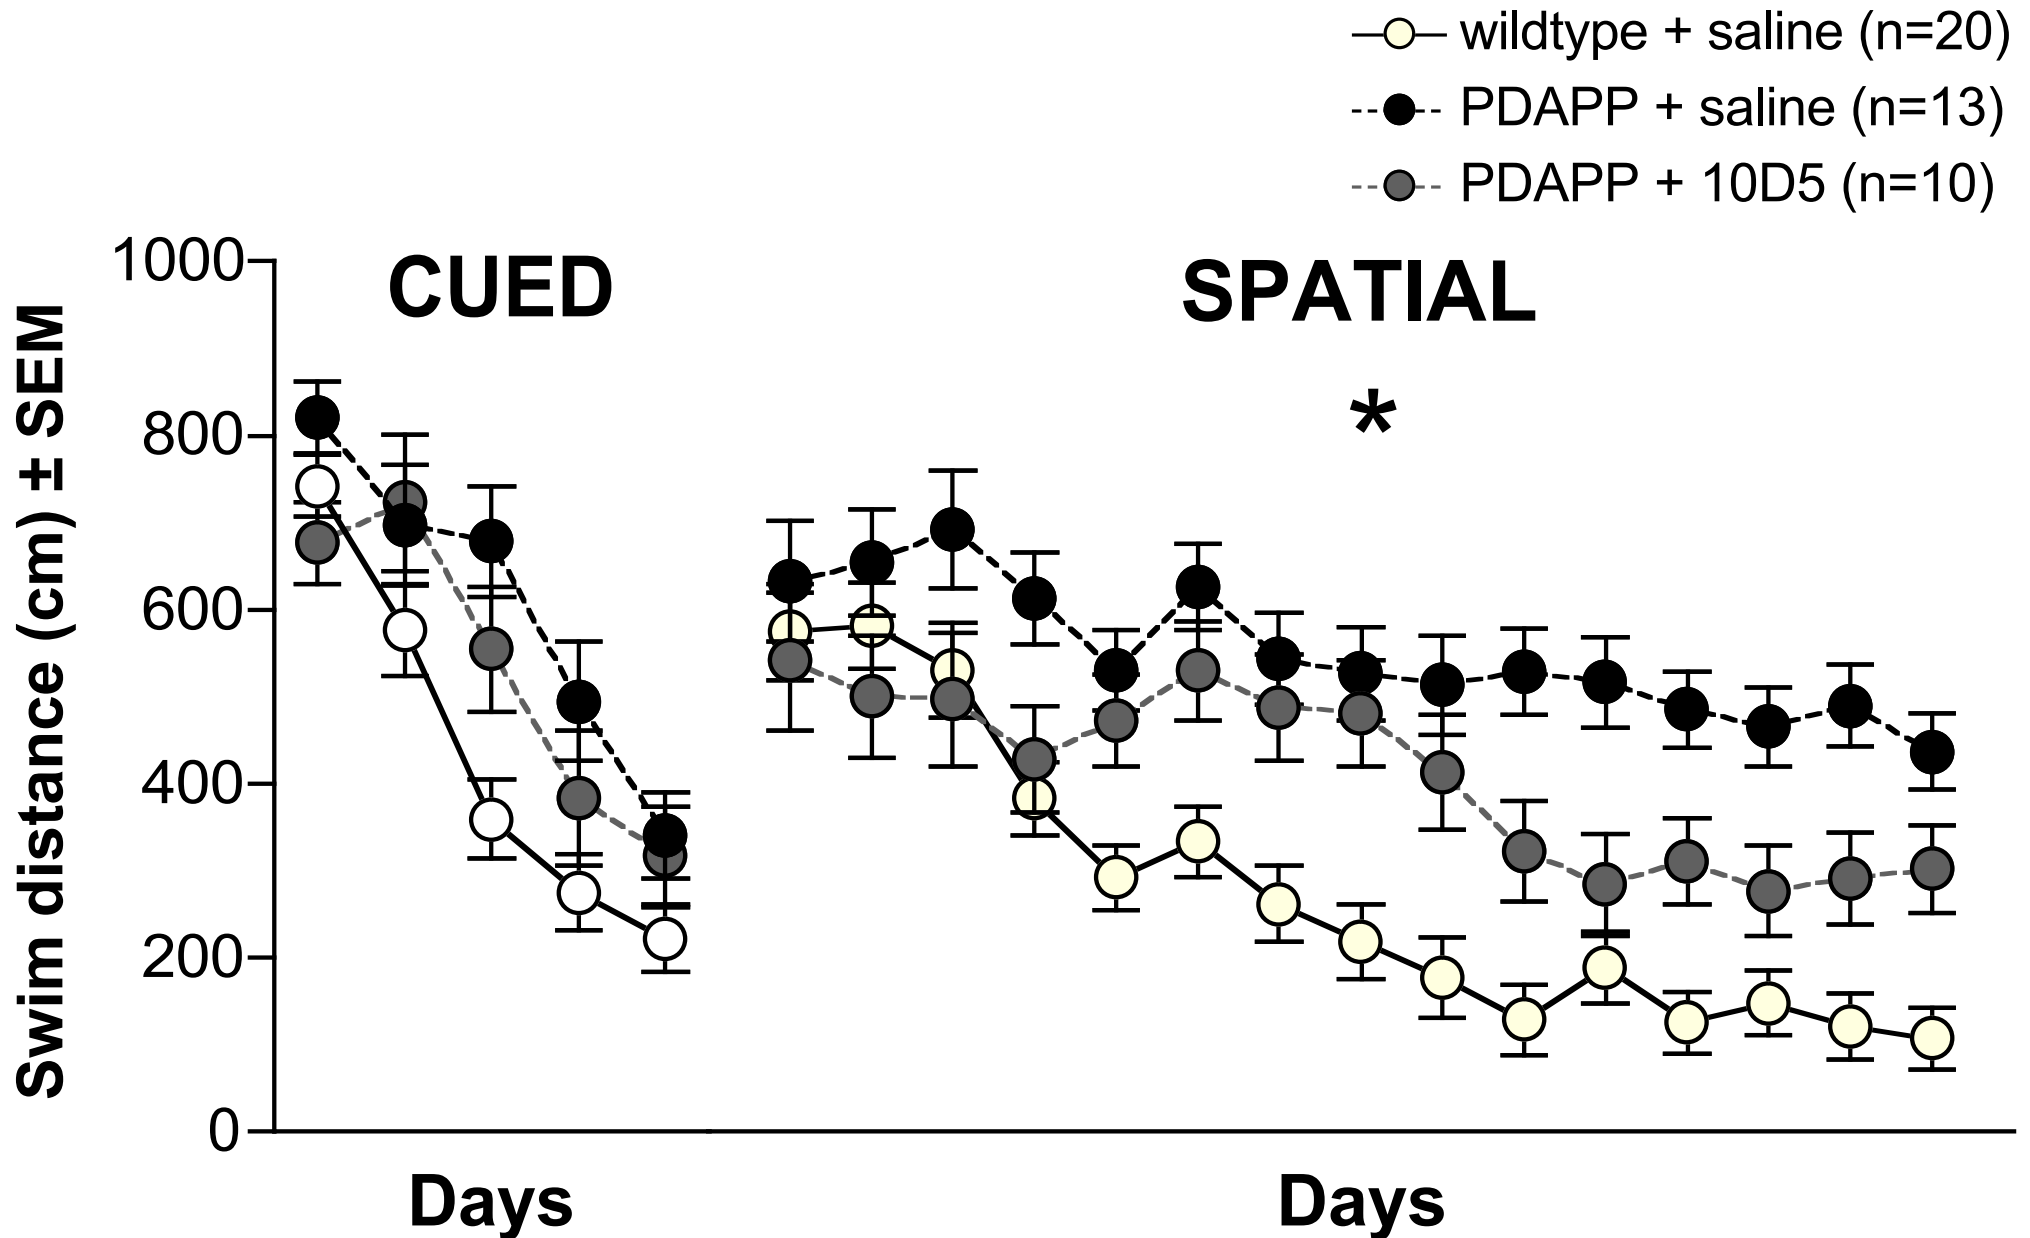 wildtype + saline (n=20)
PDAPP + saline (n=13)
PDAPP + 10D5 (n=10)
CUED
SPATIAL
*
Swim distance (cm) ± SEM
1000
800
600
400
200
0
Days
Days